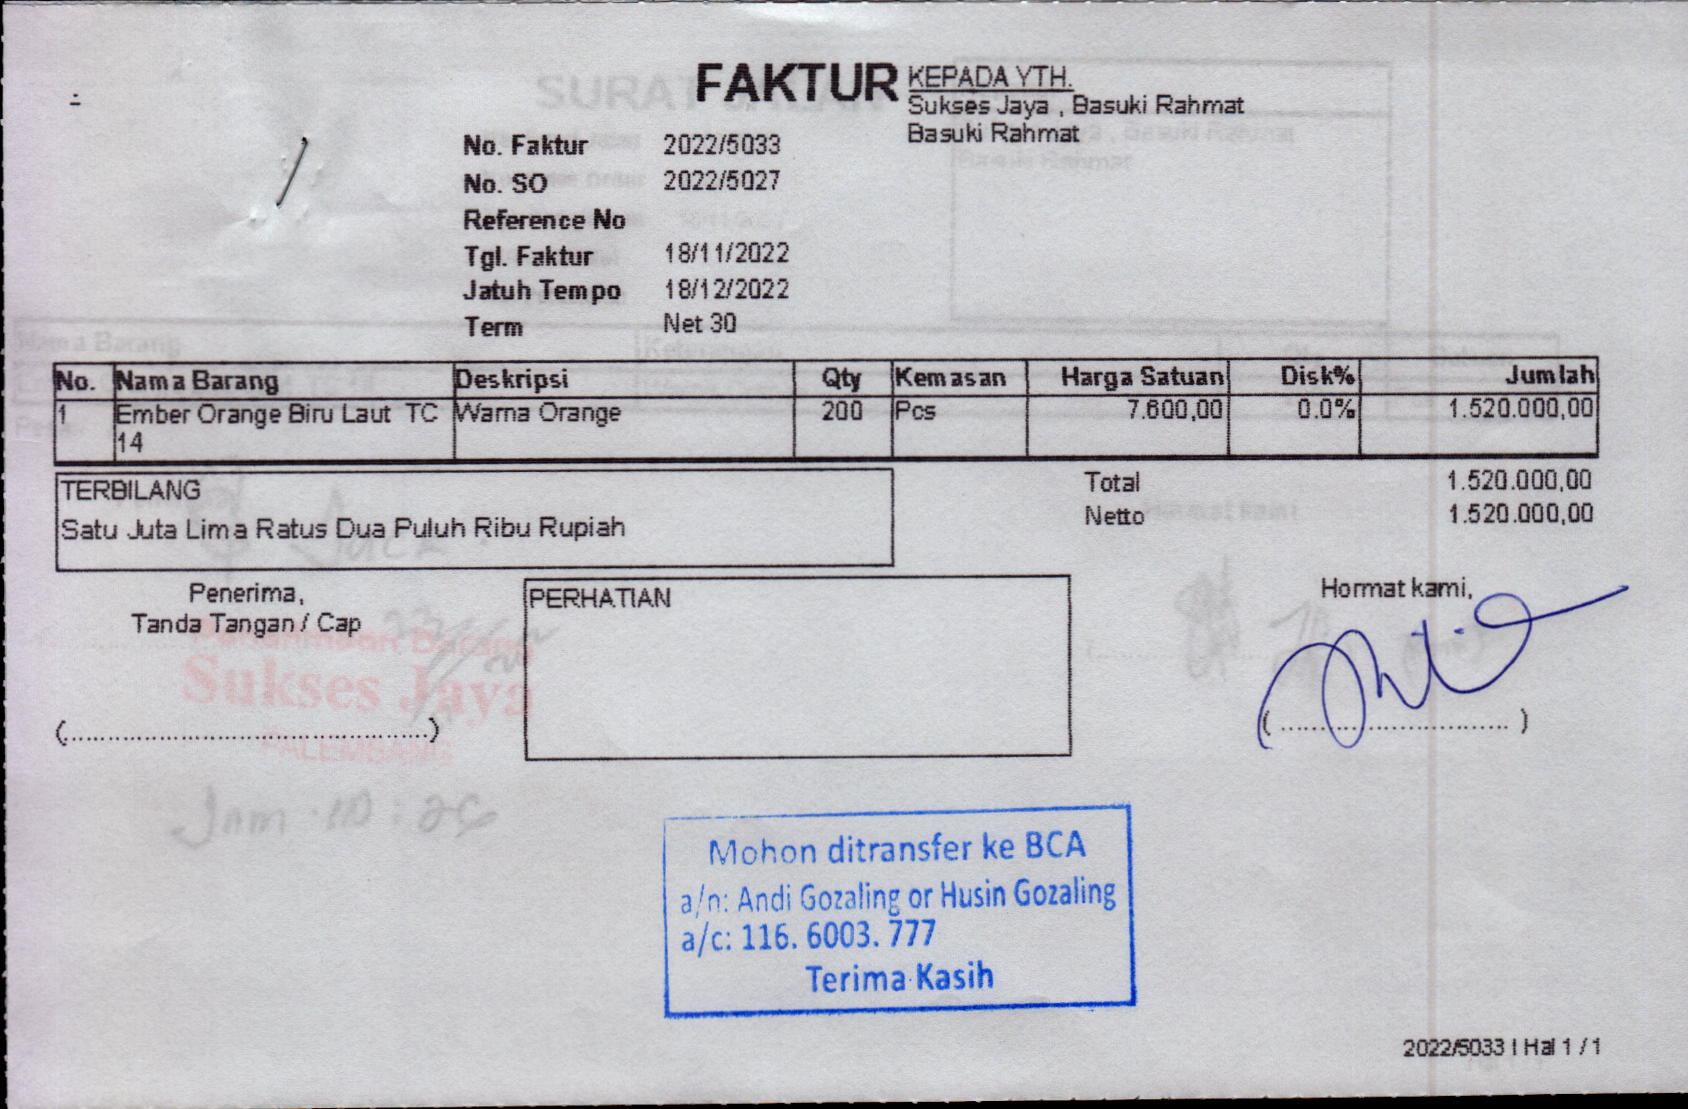 FAKTUR
KEPADA YTH.
Sukses Jaya , Basuki Rahmat
Basuki Rahmat
No. Faktur 2022/5033
No. SO 2022/5027
Reference No
Tgl. Faktur 18/11/2022
Jatuh Tempo 18/12/2022
Term Net 30
No. Nama Barang Deskripsi Qty Kemasan Harga Satuan Disk% Jumlah
1 Ember Orange Biru Laut TC Warna Orange 200 Pcs 7.600,00 0.0% 1.520.000,00
14
TERBILANG
Satu Juta Lima Ratus Dua Puluh Ribu Rupiah
Total 1.520.000,00
Netto 1.520.000,00
Penerima,
Tanda Tangan / Cap
PERHATIAN
Hormat kami,
Penerimaan Barang
Sukses Jaya
PALEMBANG
Jam 10 : 26
Mohon ditransfer ke BCA
a/n: Andi Gozaling or Husin Gozaling
a/c: 116. 6003. 777
Terima Kasih
2022/5033 | Hal 1 / 1